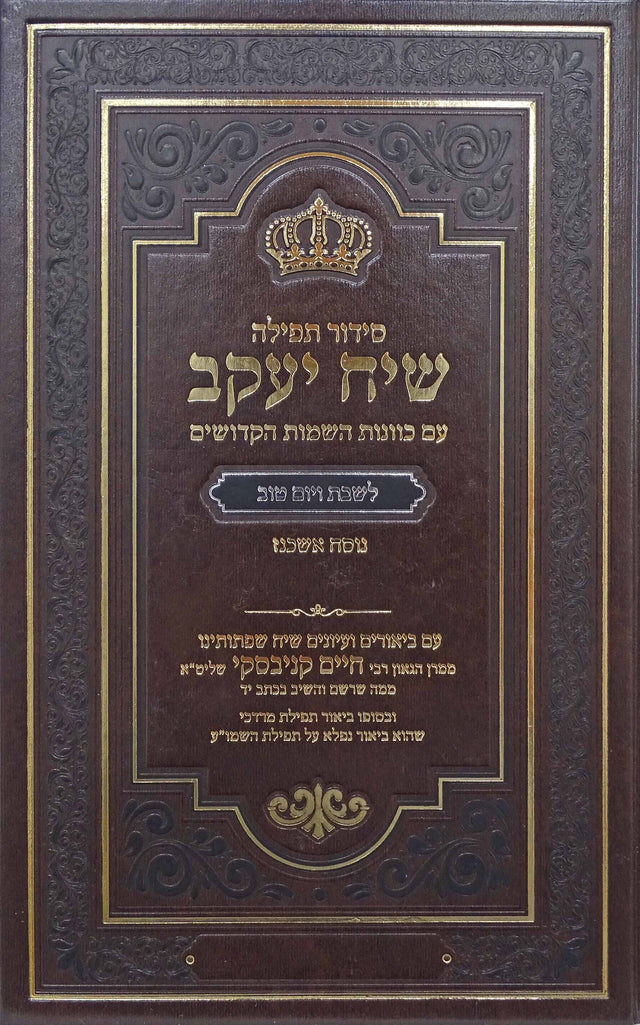 סידור תפילה
שיח יעקב
עם כוונות השמות הקדושים
לשבת ויום טוב
נוסח אשכנז
עם ביאורים ועיונים שיח שפתותינו
ממרן הגאון רבי חיים קניבסקי שליט"א
ממה שרשם והשיב בכתב יד
ובסופו ביאור תפילת מרדכי
שהוא ביאור נפלא על תפילת השמו"ע